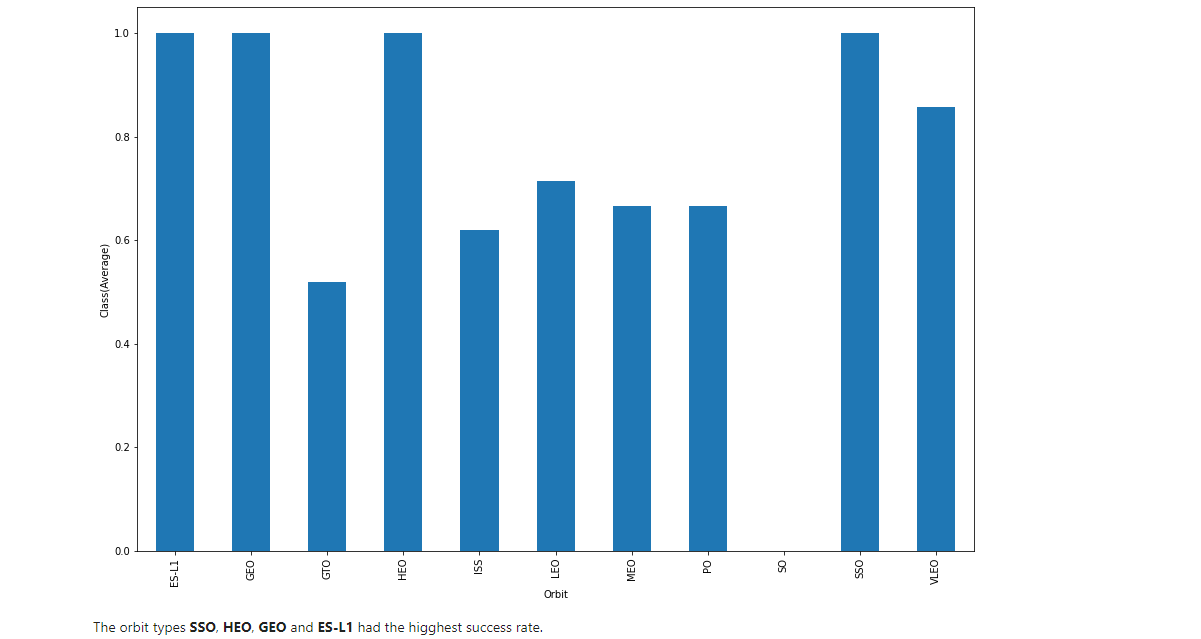 1.0
0.8
0.6
0.4
0.2
0.0
Class(Average)
ES-L1
GEO
GTO
HEO
ISS
LEO
MEO
PO
SO
SSO
VLEO
Orbit
The orbit types SSO, HEO, GEO and ES-L1 had the higghest success rate.